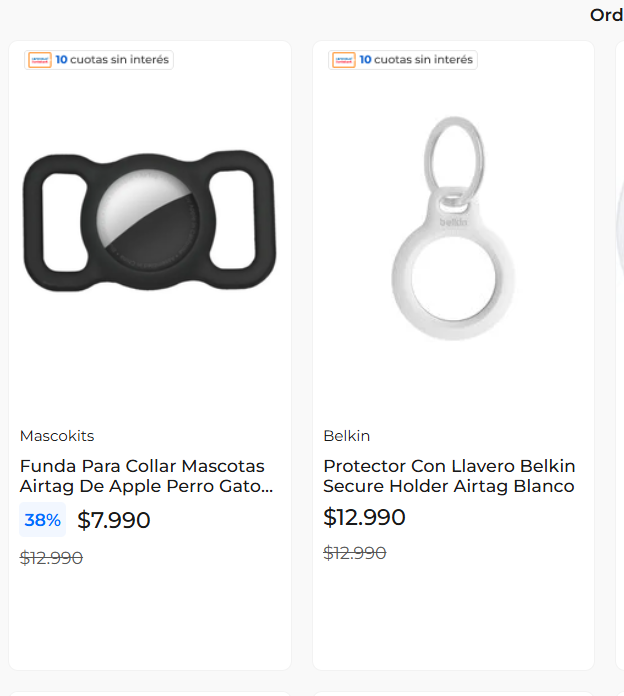 Ord
10 cuotas sin interés
10 cuotas sin interés
belkin
Mascokits
Funda Para Collar Mascotas
Airtag De Apple Perro Gato...
38% $7.990
$12.990
Belkin
Protector Con Llavero Belkin
Secure Holder Airtag Blanco
$12.990
$12.990